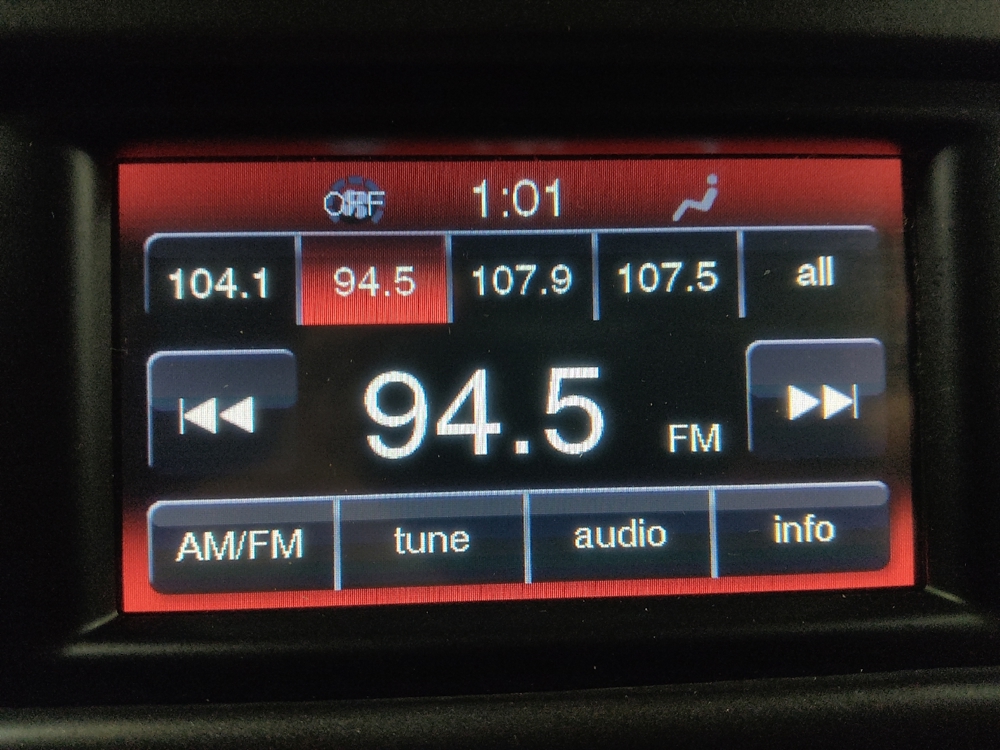 OFF 1:01
104.1 94.5 107.9 107.5 all
94.5 FM
AM/FM tune audio info